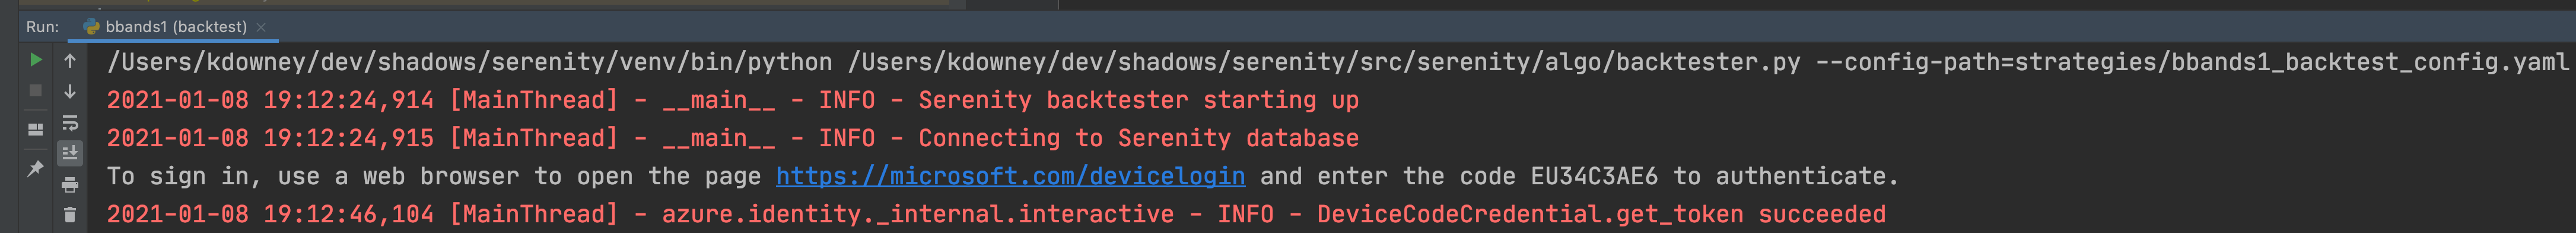 Run: bbands1 (backtest)
/Users/kdowney/dev/shadows/serenity/venv/bin/python /Users/kdowney/dev/shadows/serenity/src/serenity/algo/backtester.py --config-path=strategies/bbands1_backtest_config.yaml
2021-01-08 19:12:24,914 [MainThread] - __main__ - INFO - Serenity backtester starting up
2021-01-08 19:12:24,915 [MainThread] - __main__ - INFO - Connecting to Serenity database
To sign in, use a web browser to open the page https://microsoft.com/devicelogin and enter the code EU34C3AE6 to authenticate.
2021-01-08 19:12:46,104 [MainThread] - azure.identity._internal.interactive - INFO - DeviceCodeCredential.get_token succeeded